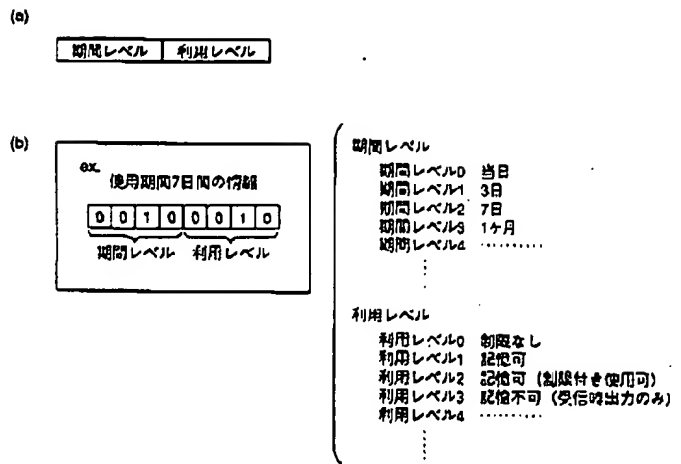 (a)
期間レベル 利用レベル
(b)
ex.
使用期間7日間の情報
0 0 1 0 0 0 1 0
期間レベル 利用レベル
期間レベル
期間レベル0 当日
期間レベル1 3日
期間レベル2 7日
期間レベル3 1ヶ月
期間レベル4 ………
利用レベル
利用レベル0 制限なし
利用レベル1 記憶可
利用レベル2 記憶可（制限付き使用可）
利用レベル3 記憶不可（受信時出力のみ）
利用レベル4 ………